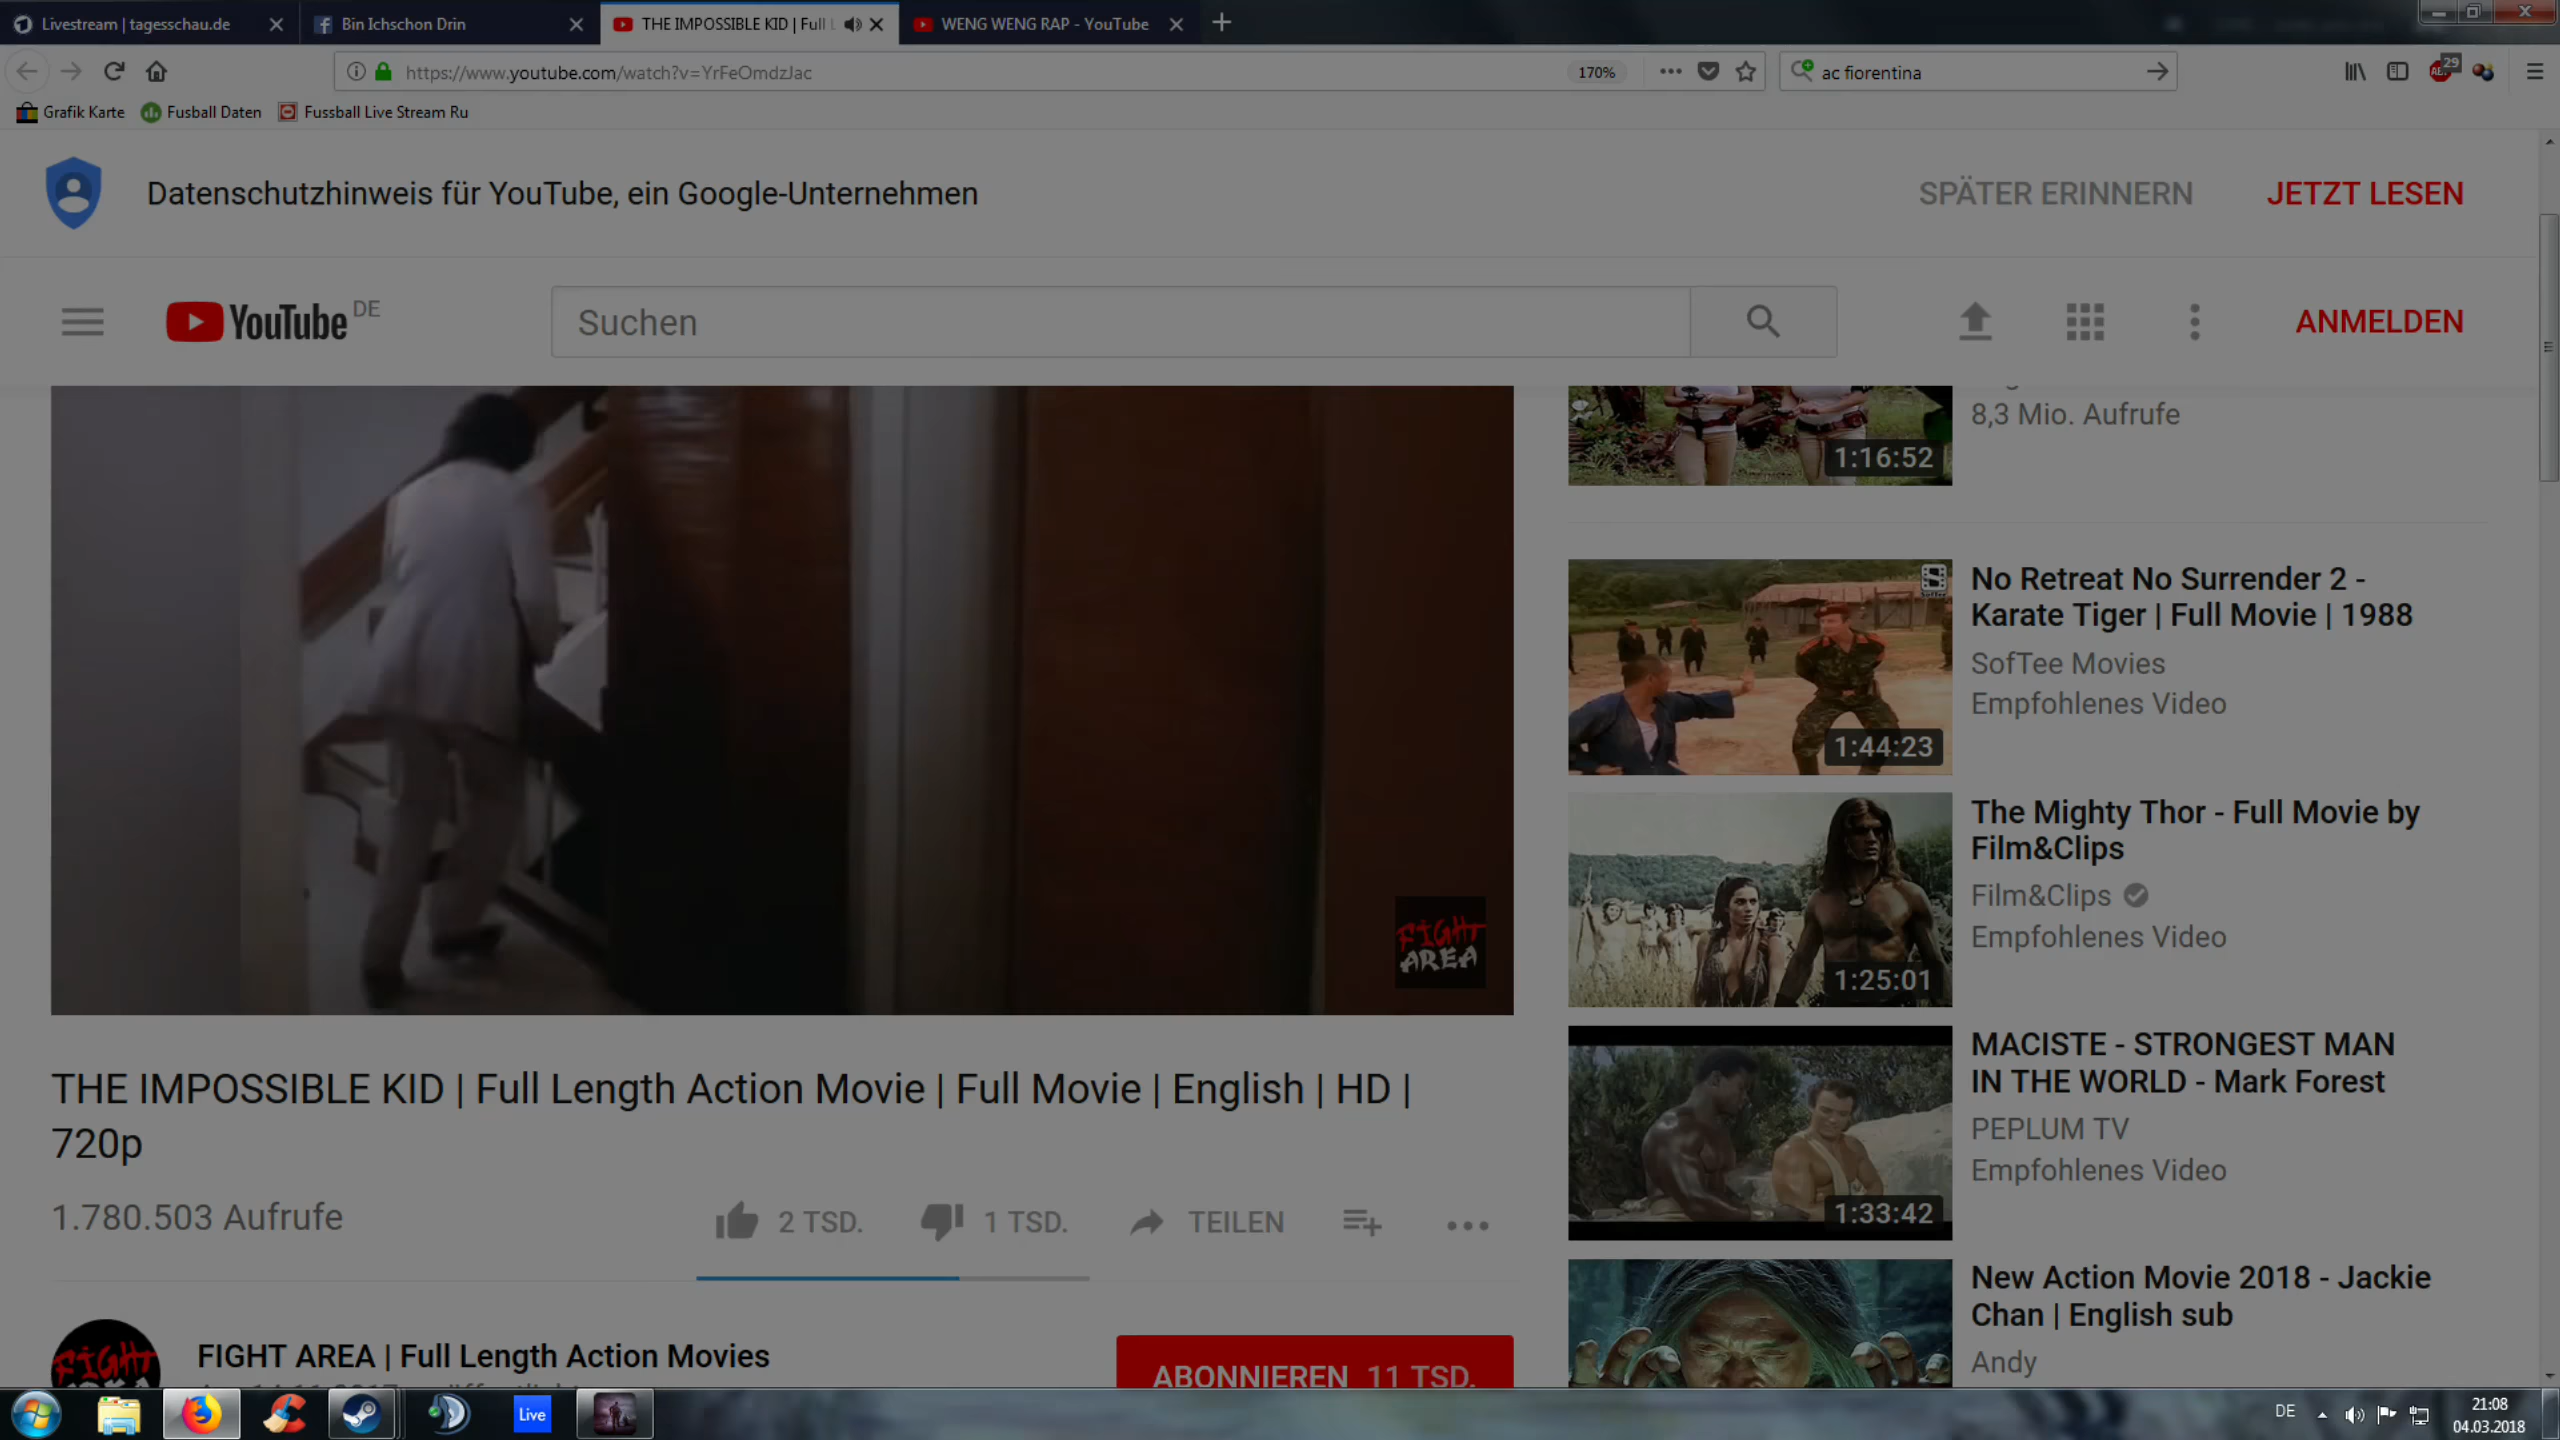 Livestream | tagesschau.de
Bin Ichschon Drin
THE IMPOSSIBLE KID | Full L
WENG WENG RAP - YouTube
https://www.youtube.com/watch?v=YrFeOmdzJac
170%
ac fiorentina
29
Grafik Karte
Fusball Daten
Fussball Live Stream Ru
Datenschutzhinweis für YouTube, ein Google-Unternehmen
SPÄTER ERINNERN
JETZT LESEN
YouTube DE
Suchen
ANMELDEN
8,3 Mio. Aufrufe
1:16:52
No Retreat No Surrender 2 -
Karate Tiger | Full Movie | 1988
SofTee Movies
Empfohlenes Video
1:44:23
The Mighty Thor - Full Movie by
Film&Clips
Film&Clips
Empfohlenes Video
1:25:01
FIGHT
AREA
MACISTE - STRONGEST MAN
IN THE WORLD - Mark Forest
PEPLUM TV
Empfohlenes Video
1:33:42
THE IMPOSSIBLE KID | Full Length Action Movie | Full Movie | English | HD |
720p
1.780.503 Aufrufe
2 TSD.
1 TSD.
TEILEN
New Action Movie 2018 - Jackie
Chan | English sub
Andy
FIGHT
FIGHT AREA | Full Length Action Movies
ABONNIEREN 11 TSD.
Live
DE
21:08
04.03.2018